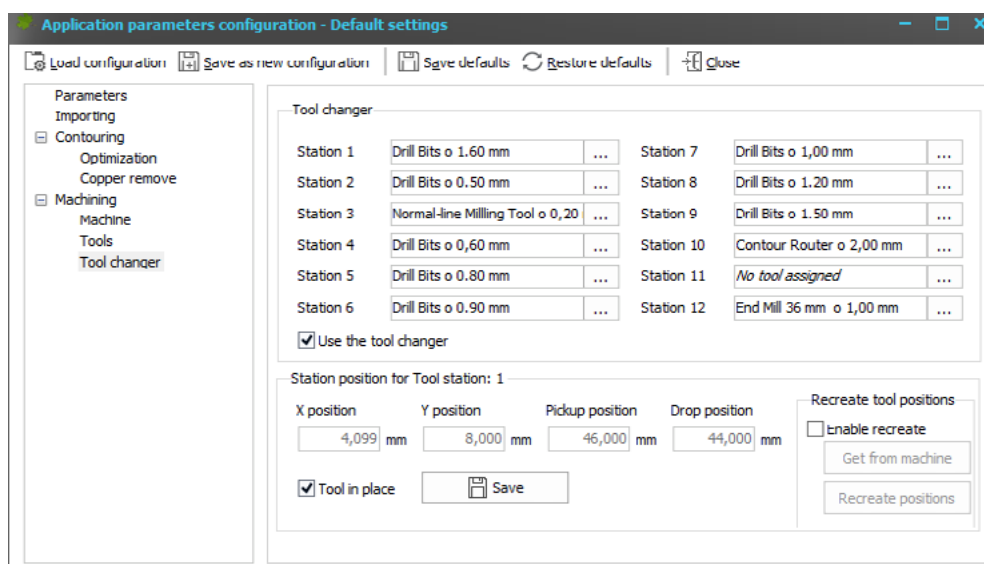 Application parameters configuration - Default settings
Load configuration Save as new configuration Save defaults Restore defaults Close
Parameters
Importing
Contouring
Optimization
Copper remove
Machining
Machine
Tools
Tool changer
Tool changer
Station 1 Drill Bits o 1.60 mm ... Station 7 Drill Bits o 1,00 mm ...
Station 2 Drill Bits o 0.50 mm ... Station 8 Drill Bits o 1.20 mm ...
Station 3 Normal-line Milling Tool o 0,20 ... Station 9 Drill Bits o 1.50 mm ...
Station 4 Drill Bits o 0,60 mm ... Station 10 Contour Router o 2,00 mm ...
Station 5 Drill Bits o 0.80 mm ... Station 11 No tool assigned ...
Station 6 Drill Bits o 0.90 mm ... Station 12 End Mill 36 mm o 1,00 mm ...
Use the tool changer
Station position for Tool station: 1
X position Y position Pickup position Drop position
4,099 mm 8,000 mm 46,000 mm 44,000 mm
Tool in place Save
Recreate tool positions
Enable recreate
Get from machine
Recreate positions